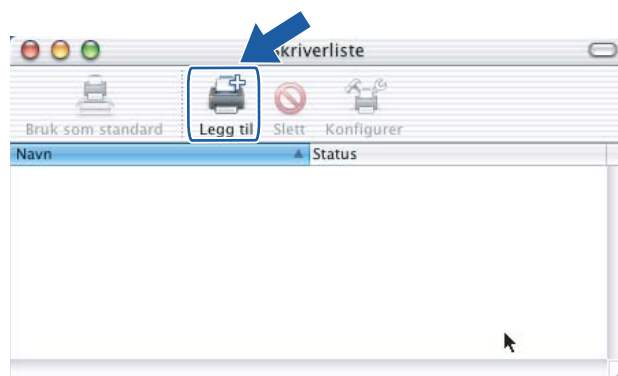 kriverliste
Bruk som standard Legg til Slett Konfigurer
Navn Status